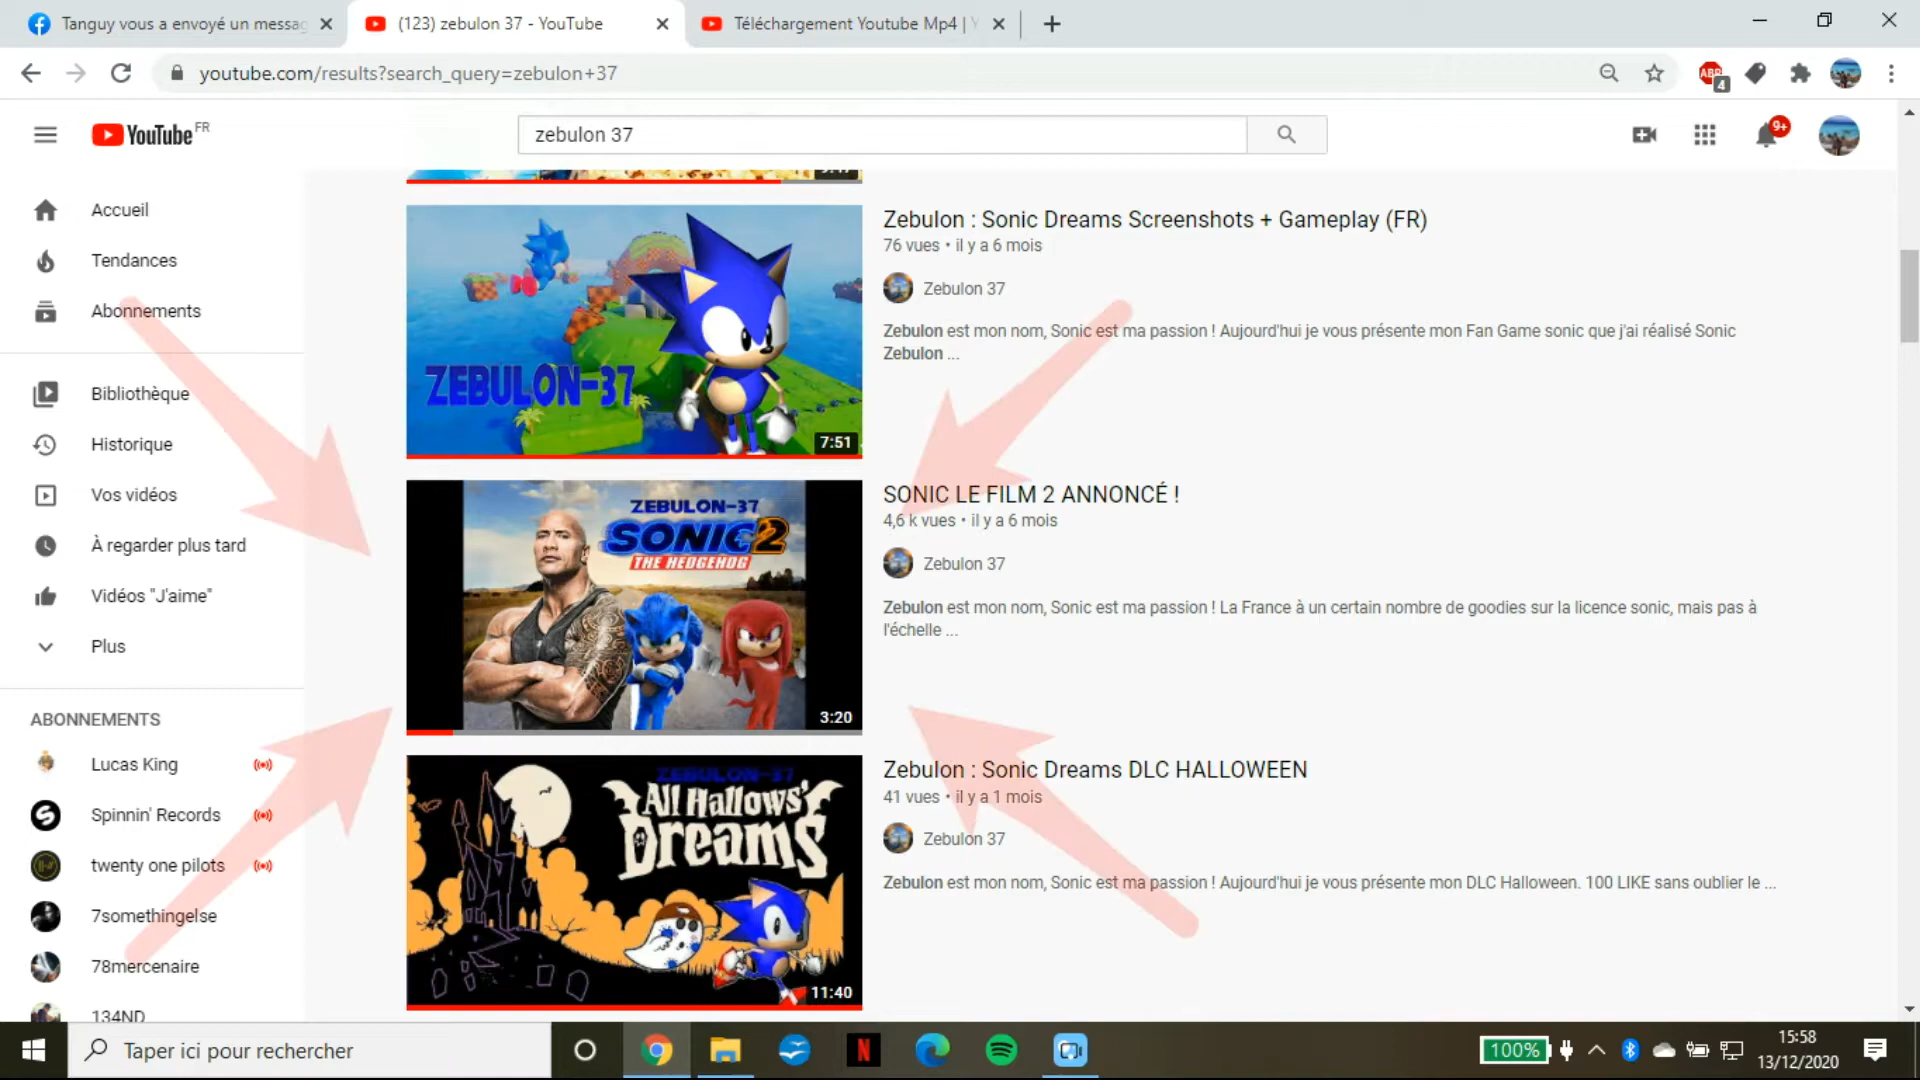 Tanguy vous a envoyé un messag
(123) zebulon 37 - YouTube
Téléchargement Youtube Mp4 | Y
youtube.com/results?search_query=zebulon+37
ABP
4
YouTube FR
zebulon 37
9+
Accueil
Tendances
Abonnements
Bibliothèque
Historique
Vos vidéos
À regarder plus tard
Vidéos "J'aime"
Plus
ABONNEMENTS
Lucas King
Spinnin' Records
twenty one pilots
7somethingelse
78mercenaire
134ND
ZEBULON-37
7:51
Zebulon : Sonic Dreams Screenshots + Gameplay (FR)
76 vues • il y a 6 mois
Zebulon 37
Zebulon est mon nom, Sonic est ma passion ! Aujourd'hui je vous présente mon Fan Game sonic que j'ai réalisé Sonic
Zebulon ...
ZEBULON-37
SONIC 2
THE HEDGEHOG
3:20
SONIC LE FILM 2 ANNONCÉ !
4,6 k vues • il y a 6 mois
Zebulon 37
Zebulon est mon nom, Sonic est ma passion ! La France à un certain nombre de goodies sur la licence sonic, mais pas à
l'échelle ...
ZEBULON-37
All Hallows'
Dreams
11:40
Zebulon : Sonic Dreams DLC HALLOWEEN
41 vues • il y a 1 mois
Zebulon 37
Zebulon est mon nom, Sonic est ma passion ! Aujourd'hui je vous présente mon DLC Halloween. 100 LIKE sans oublier le ...
Taper ici pour rechercher
N
100%
15:58
13/12/2020